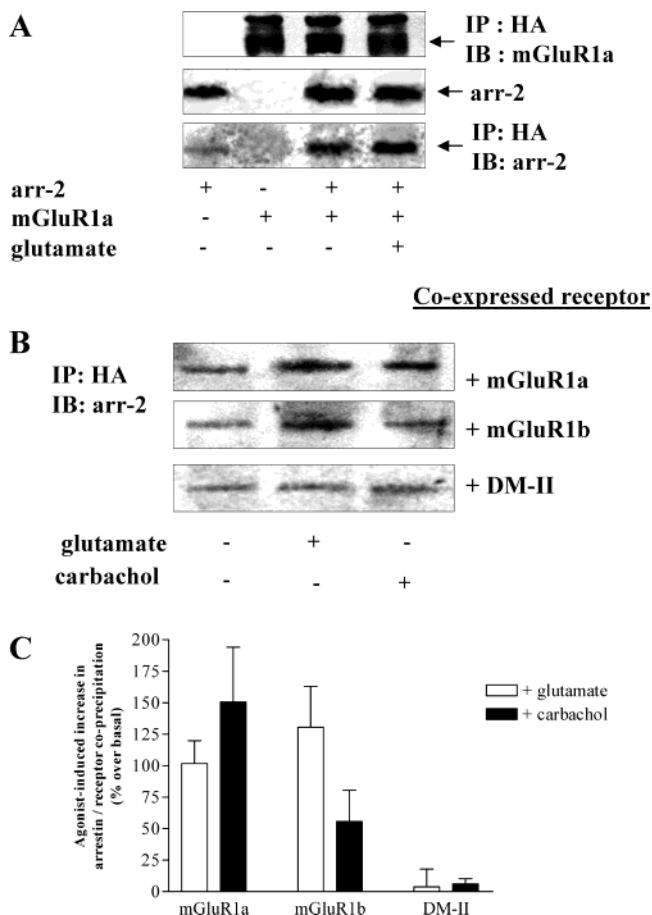 A
IP : HA
IB : mGluR1a
arr-2
IP: HA
IB: arr-2
arr-2 + - + +
mGluR1a - + + +
glutamate - - - +
Co-expressed receptor
B
IP: HA
IB: arr-2
+ mGluR1a
+ mGluR1b
+ DM-II
glutamate - + -
carbachol - - +
C
Agonist-induced increase in
arrestin / receptor co-precipitation
(% over basal)
200
175
150
125
100
75
50
25
0
+ glutamate
+ carbachol
mGluR1a mGluR1b DM-II